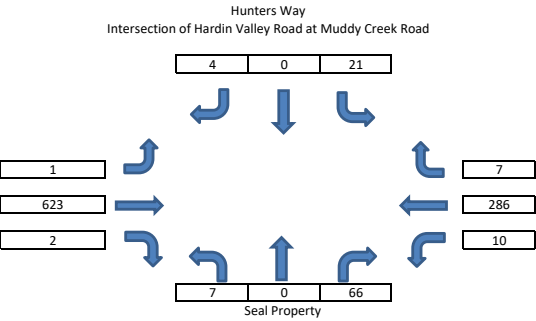 Hunters Way
Intersection of Hardin Valley Road at Muddy Creek Road
4 0 21
1 7
623 286
2 10
7 0 66
Seal Property